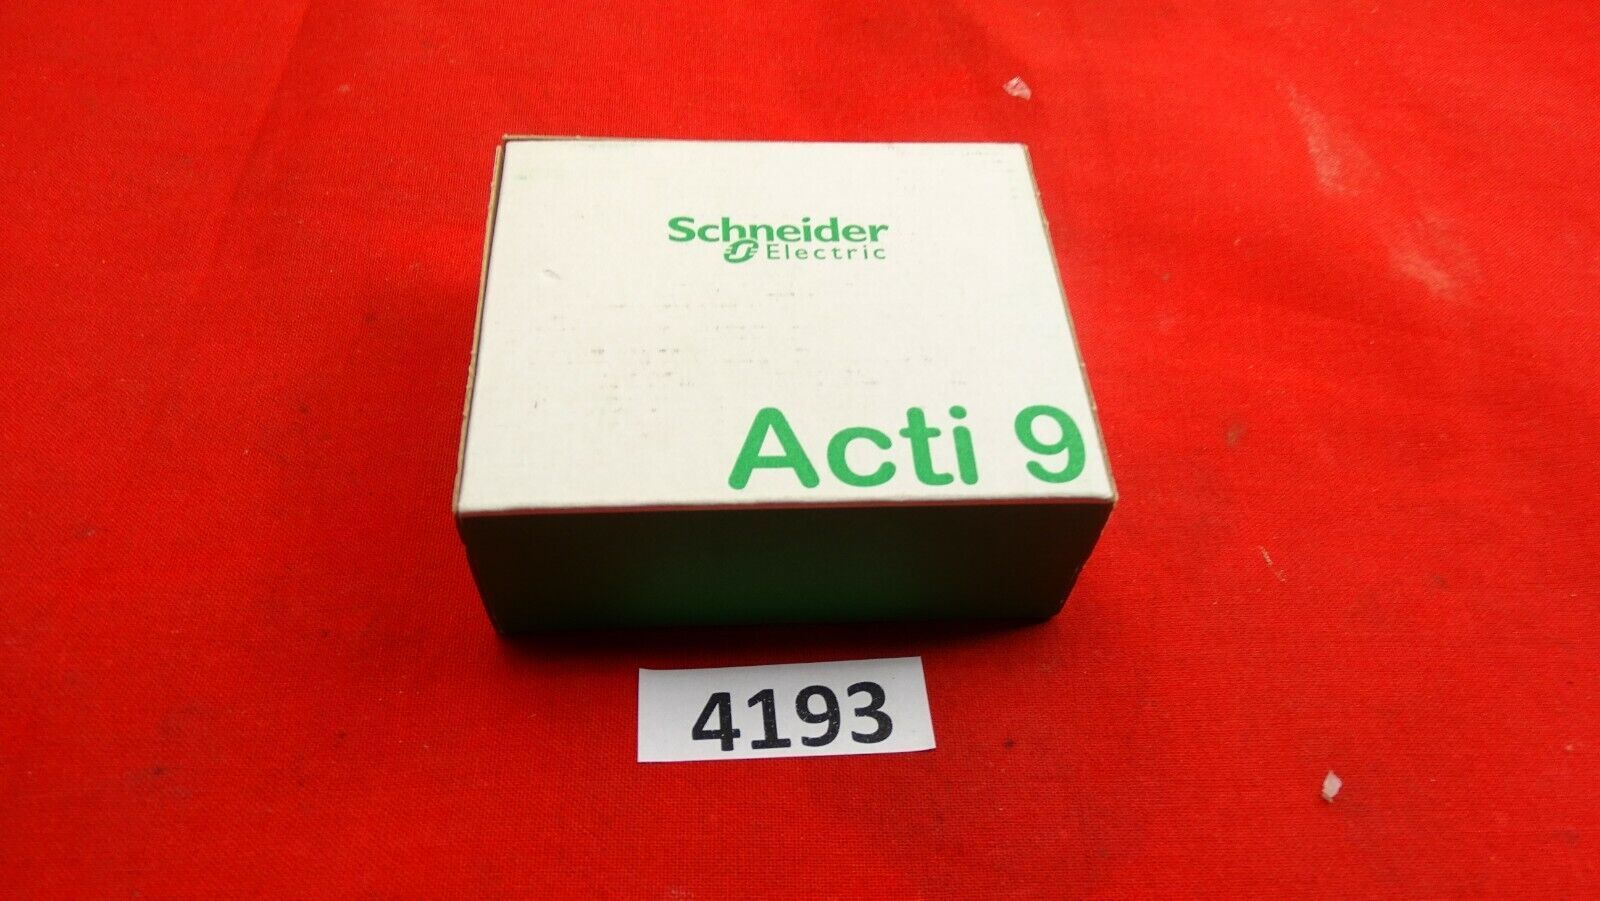 Schneider
Electric
Acti 9
4193